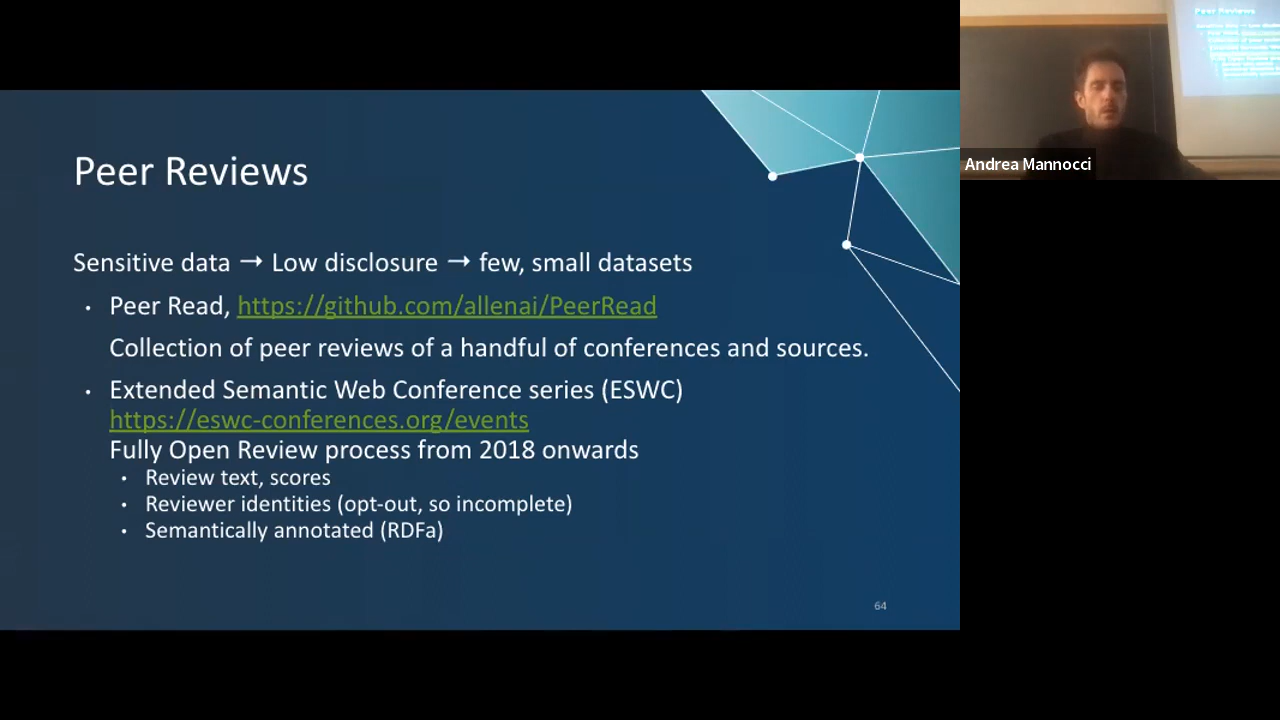 Peer Reviews
Sensitive data → Low disclosure → few, small datasets
• Peer Read, https://github.com/allenai/PeerRead
Collection of peer reviews of a handful of conferences and sources.
• Extended Semantic Web Conference series (ESWC)
https://eswc-conferences.org/events
Fully Open Review process from 2018 onwards
• Review text, scores
• Reviewer identities (opt-out, so incomplete)
• Semantically annotated (RDFa)
64
Peer Reviews
Andrea Mannocci